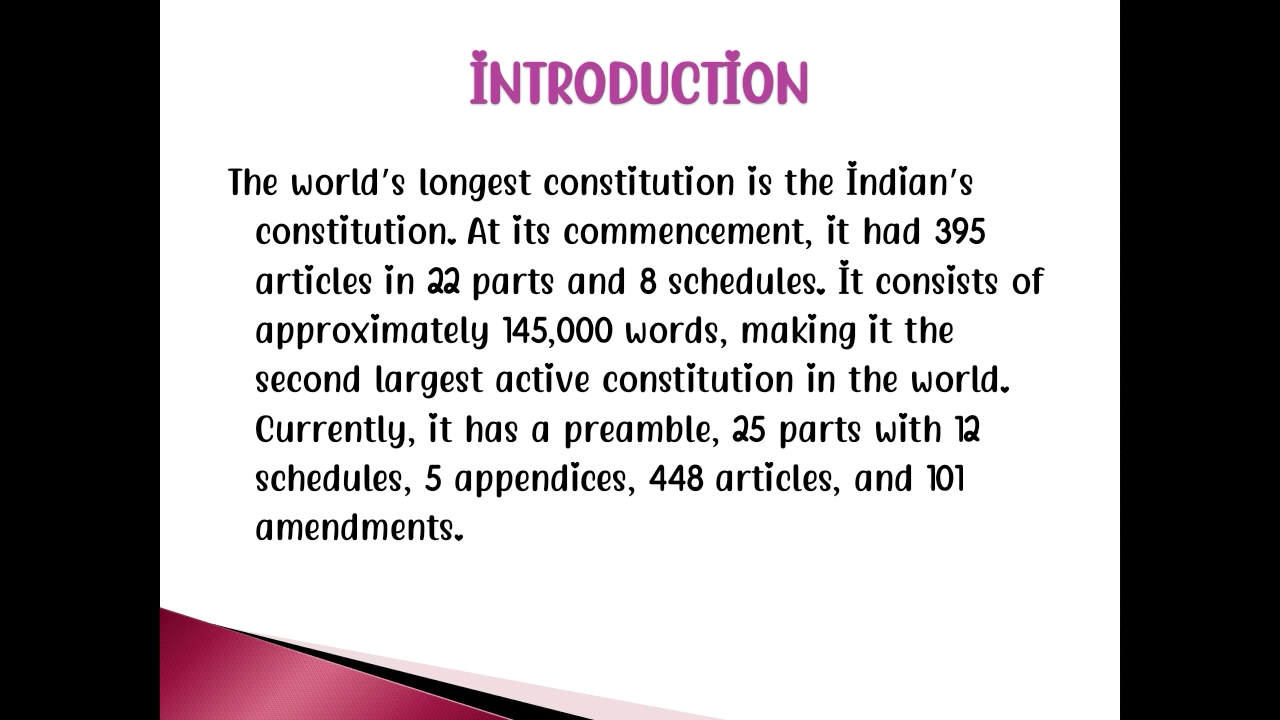 INTRODUCTION
The world's longest constitution is the Indian's
constitution. At its commencement, it had 395
articles in 22 parts and 8 schedules. It consists of
approximately 145,000 words, making it the
second largest active constitution in the world.
Currently, it has a preamble, 25 parts with 12
schedules, 5 appendices, 448 articles, and 101
amendments.